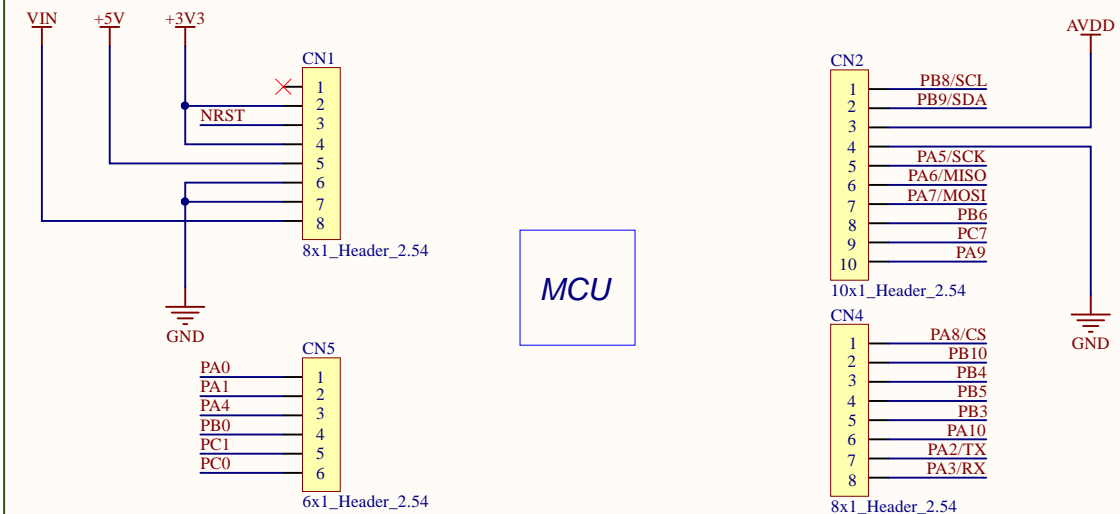 VIN +5V +3V3 AVDD
CN1
1
2
NRST 3
4
5
6
7
8
8x1_Header_2.54
GND
CN2
1 PB8/SCL
2 PB9/SDA
3
4
5 PA5/SCK
6 PA6/MISO
7 PA7/MOSI
8 PB6
9 PC7
10 PA9
10x1_Header_2.54
GND
MCU
CN5
PA0 1
PA1 2
PA4 3
PB0 4
PC1 5
PC0 6
6x1_Header_2.54
CN4
1 PA8/CS
2 PB10
3 PB4
4 PB5
5 PB3
6 PA10
7 PA2/TX
8 PA3/RX
8x1_Header_2.54